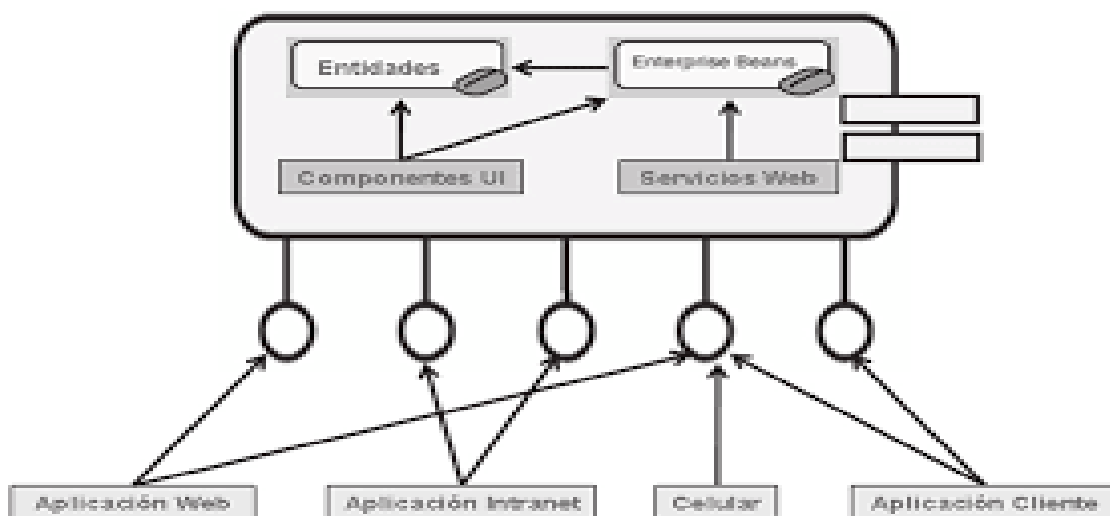 Entidades
Enterprise Beans
Componentes UI
Servicios Web
Aplicación Web
Aplicación Intranet
Celular
Aplicación Cliente